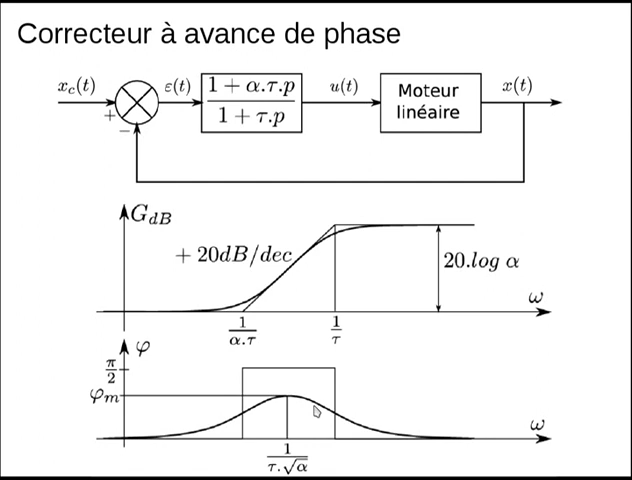 Correcteur à avance de phase
x_c(t) + − ε(t) (1 + α.τ.p)/(1 + τ.p) u(t) Moteur linéaire x(t)
G_dB
+ 20dB/dec
20.log α
ω
1/(α.τ) 1/τ
φ
π/2
φ_m
ω
1/(τ.√α)